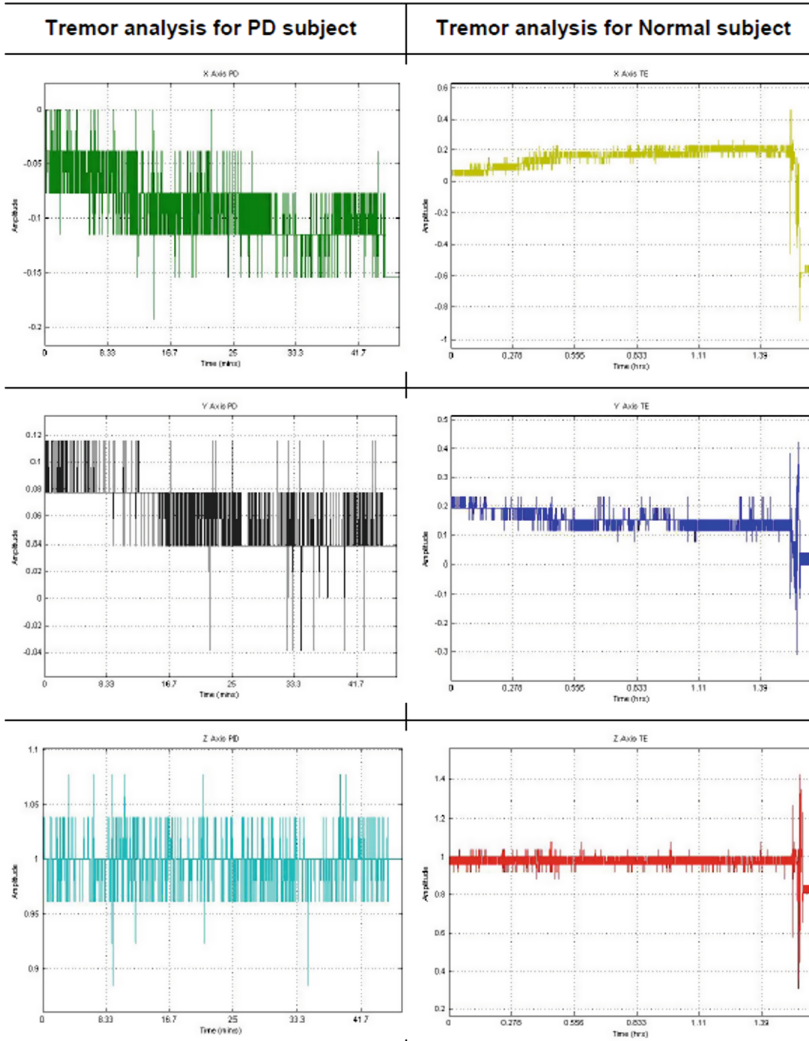 Tremor analysis for PD subject
Tremor analysis for Normal subject
X Axis PD
Amplitude
0
-0.05
-0.1
-0.15
-0.2
0 8.33 16.7 25 33.3 41.7
Time (mins)
X Axis TE
Amplitude
0.6
0.4
0.2
0
-0.2
-0.4
-0.6
-0.8
-1
0 0.278 0.555 0.833 1.11 1.39
Time (hrs)
Y Axis PD
Amplitude
0.12
0.1
0.08
0.06
0.04
0.02
0
-0.02
-0.04
0 8.33 16.7 25 33.3 41.7
Time (mins)
Y Axis TE
Amplitude
0.5
0.4
0.3
0.2
0.1
0
-0.1
-0.2
-0.3
0 0.278 0.555 0.833 1.11 1.39
Time (hrs)
Z Axis PD
Amplitude
1.1
1.05
1
0.95
0.9
0 8.33 16.7 25 33.3 41.7
Time (mins)
Z Axis TE
Amplitude
1.4
1.2
1
0.8
0.6
0.4
0.2
0 0.278 0.555 0.833 1.11 1.39
Time (hrs)